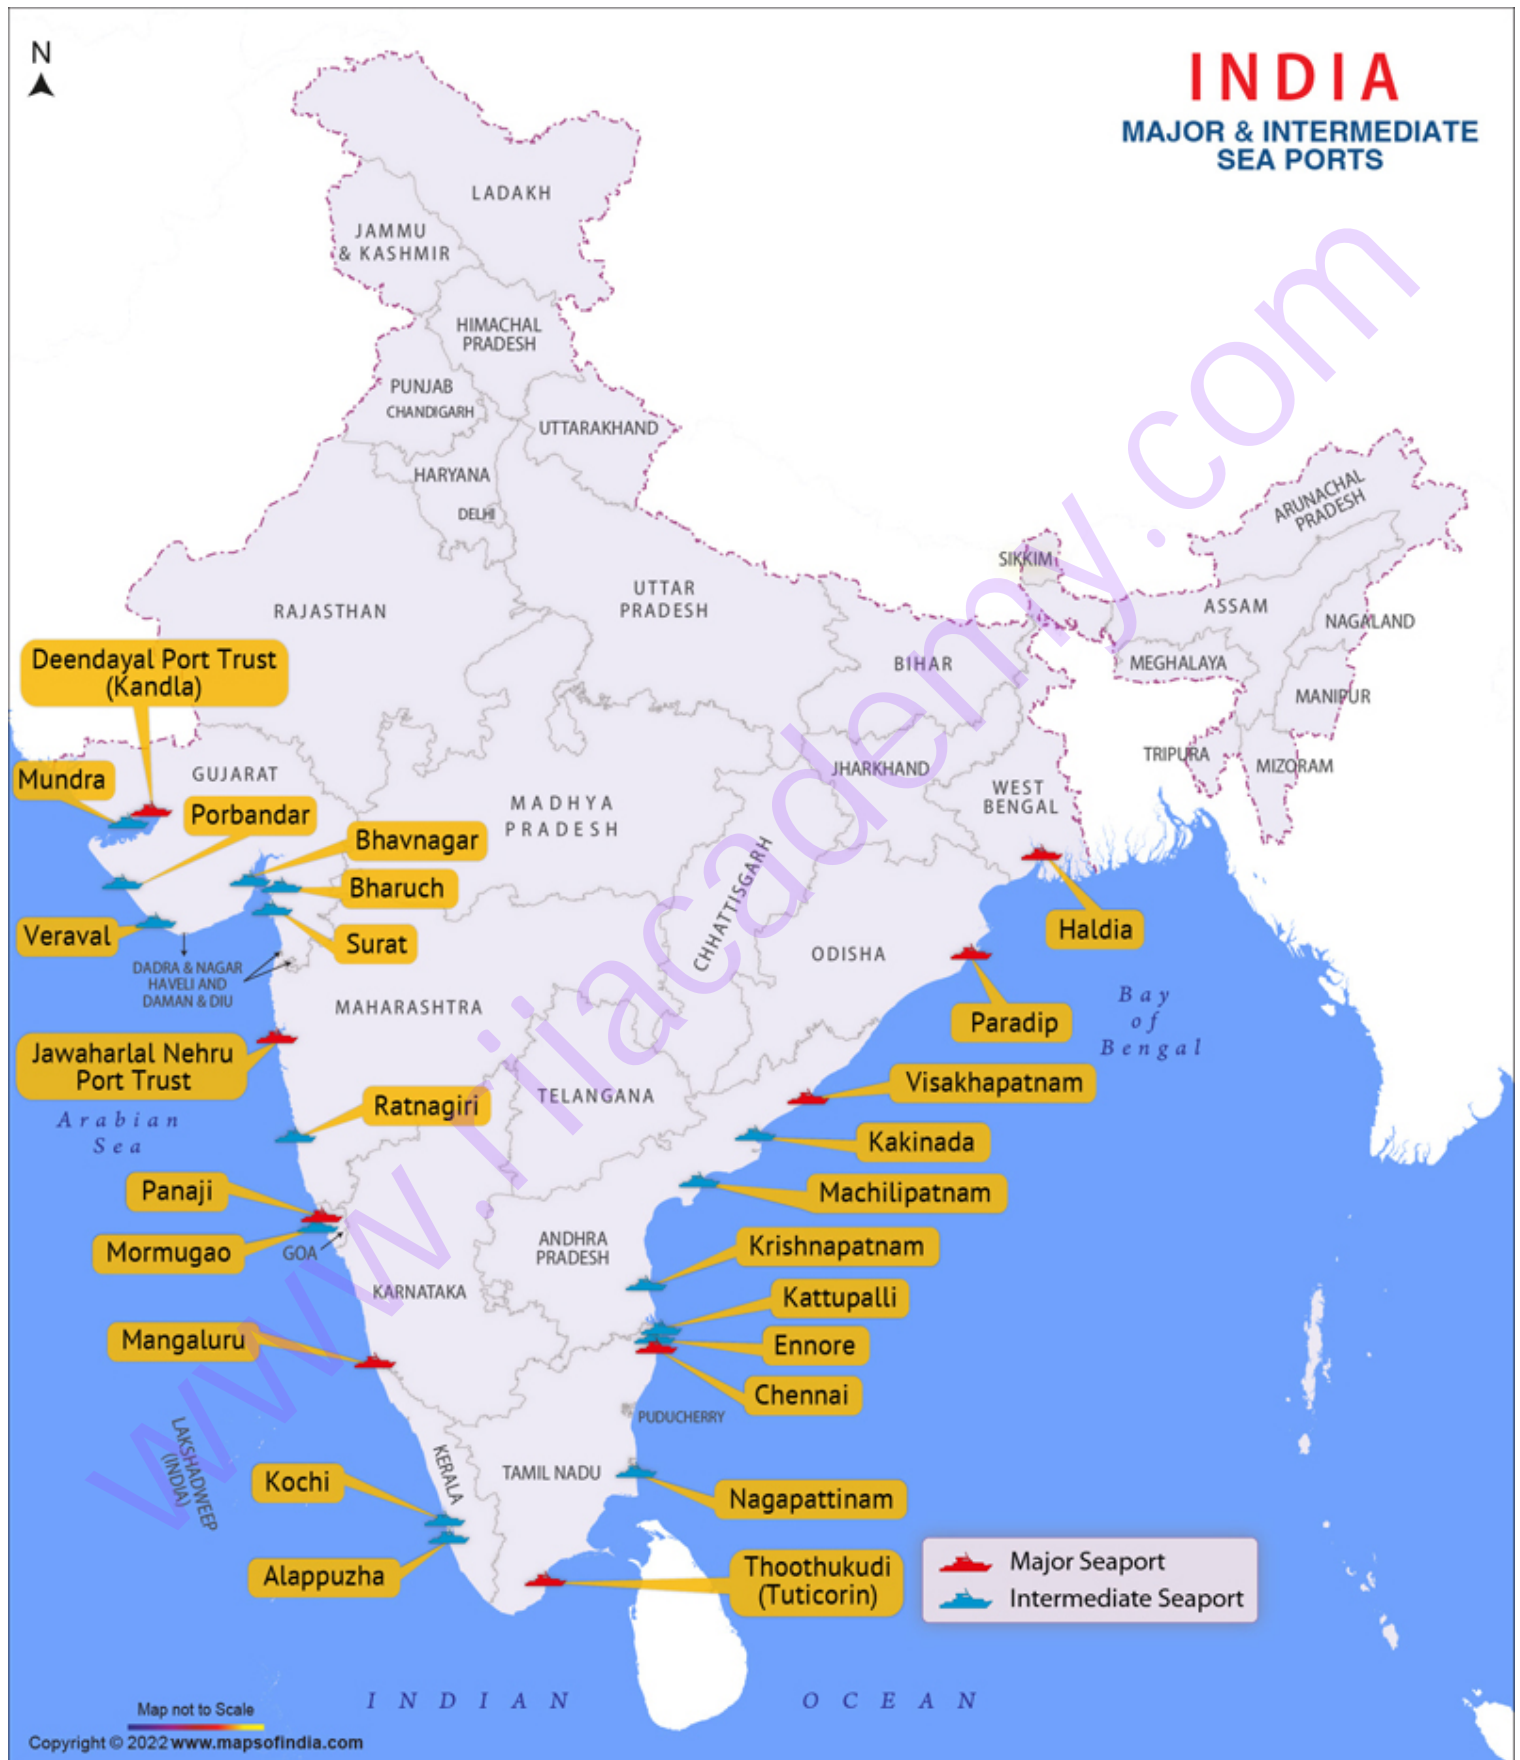 N
INDIA
MAJOR & INTERMEDIATE
SEA PORTS
LADAKH
JAMMU
& KASHMIR
HIMACHAL
PRADESH
PUNJAB
CHANDIGARH
UTTARAKHAND
HARYANA
DELHI
ARUNACHAL
PRADESH
SIKKIM
RAJASTHAN
UTTAR
PRADESH
ASSAM
NAGALAND
BIHAR
MEGHALAYA
MANIPUR
Deendayal Port Trust
(Kandla)
TRIPURA
MIZORAM
Mundra
GUJARAT
JHARKHAND
WEST
BENGAL
Porbandar
MADHYA
PRADESH
Bhavnagar
Bharuch
CHHATTISGARH
Veraval
Surat
Haldia
ODISHA
DADRA & NAGAR
HAVELI AND
DAMAN & DIU
MAHARASHTRA
Paradip
Bay
of
Bengal
Jawaharlal Nehru
Port Trust
Visakhapatnam
TELANGANA
Ratnagiri
Arabian
Sea
Kakinada
Panaji
Machilipatnam
Mormugao
GOA
ANDHRA
PRADESH
Krishnapatnam
KARNATAKA
Kattupalli
Mangaluru
Ennore
Chennai
PUDUCHERRY
LAKSHADWEEP
(INDIA)
KERALA
TAMIL NADU
Kochi
Nagapattinam
Alappuzha
Thoothukudi
(Tuticorin)
Major Seaport
Intermediate Seaport
INDIAN OCEAN
Map not to Scale
Copyright © 2022 www.mapsofindia.com
www.rijacademy.com